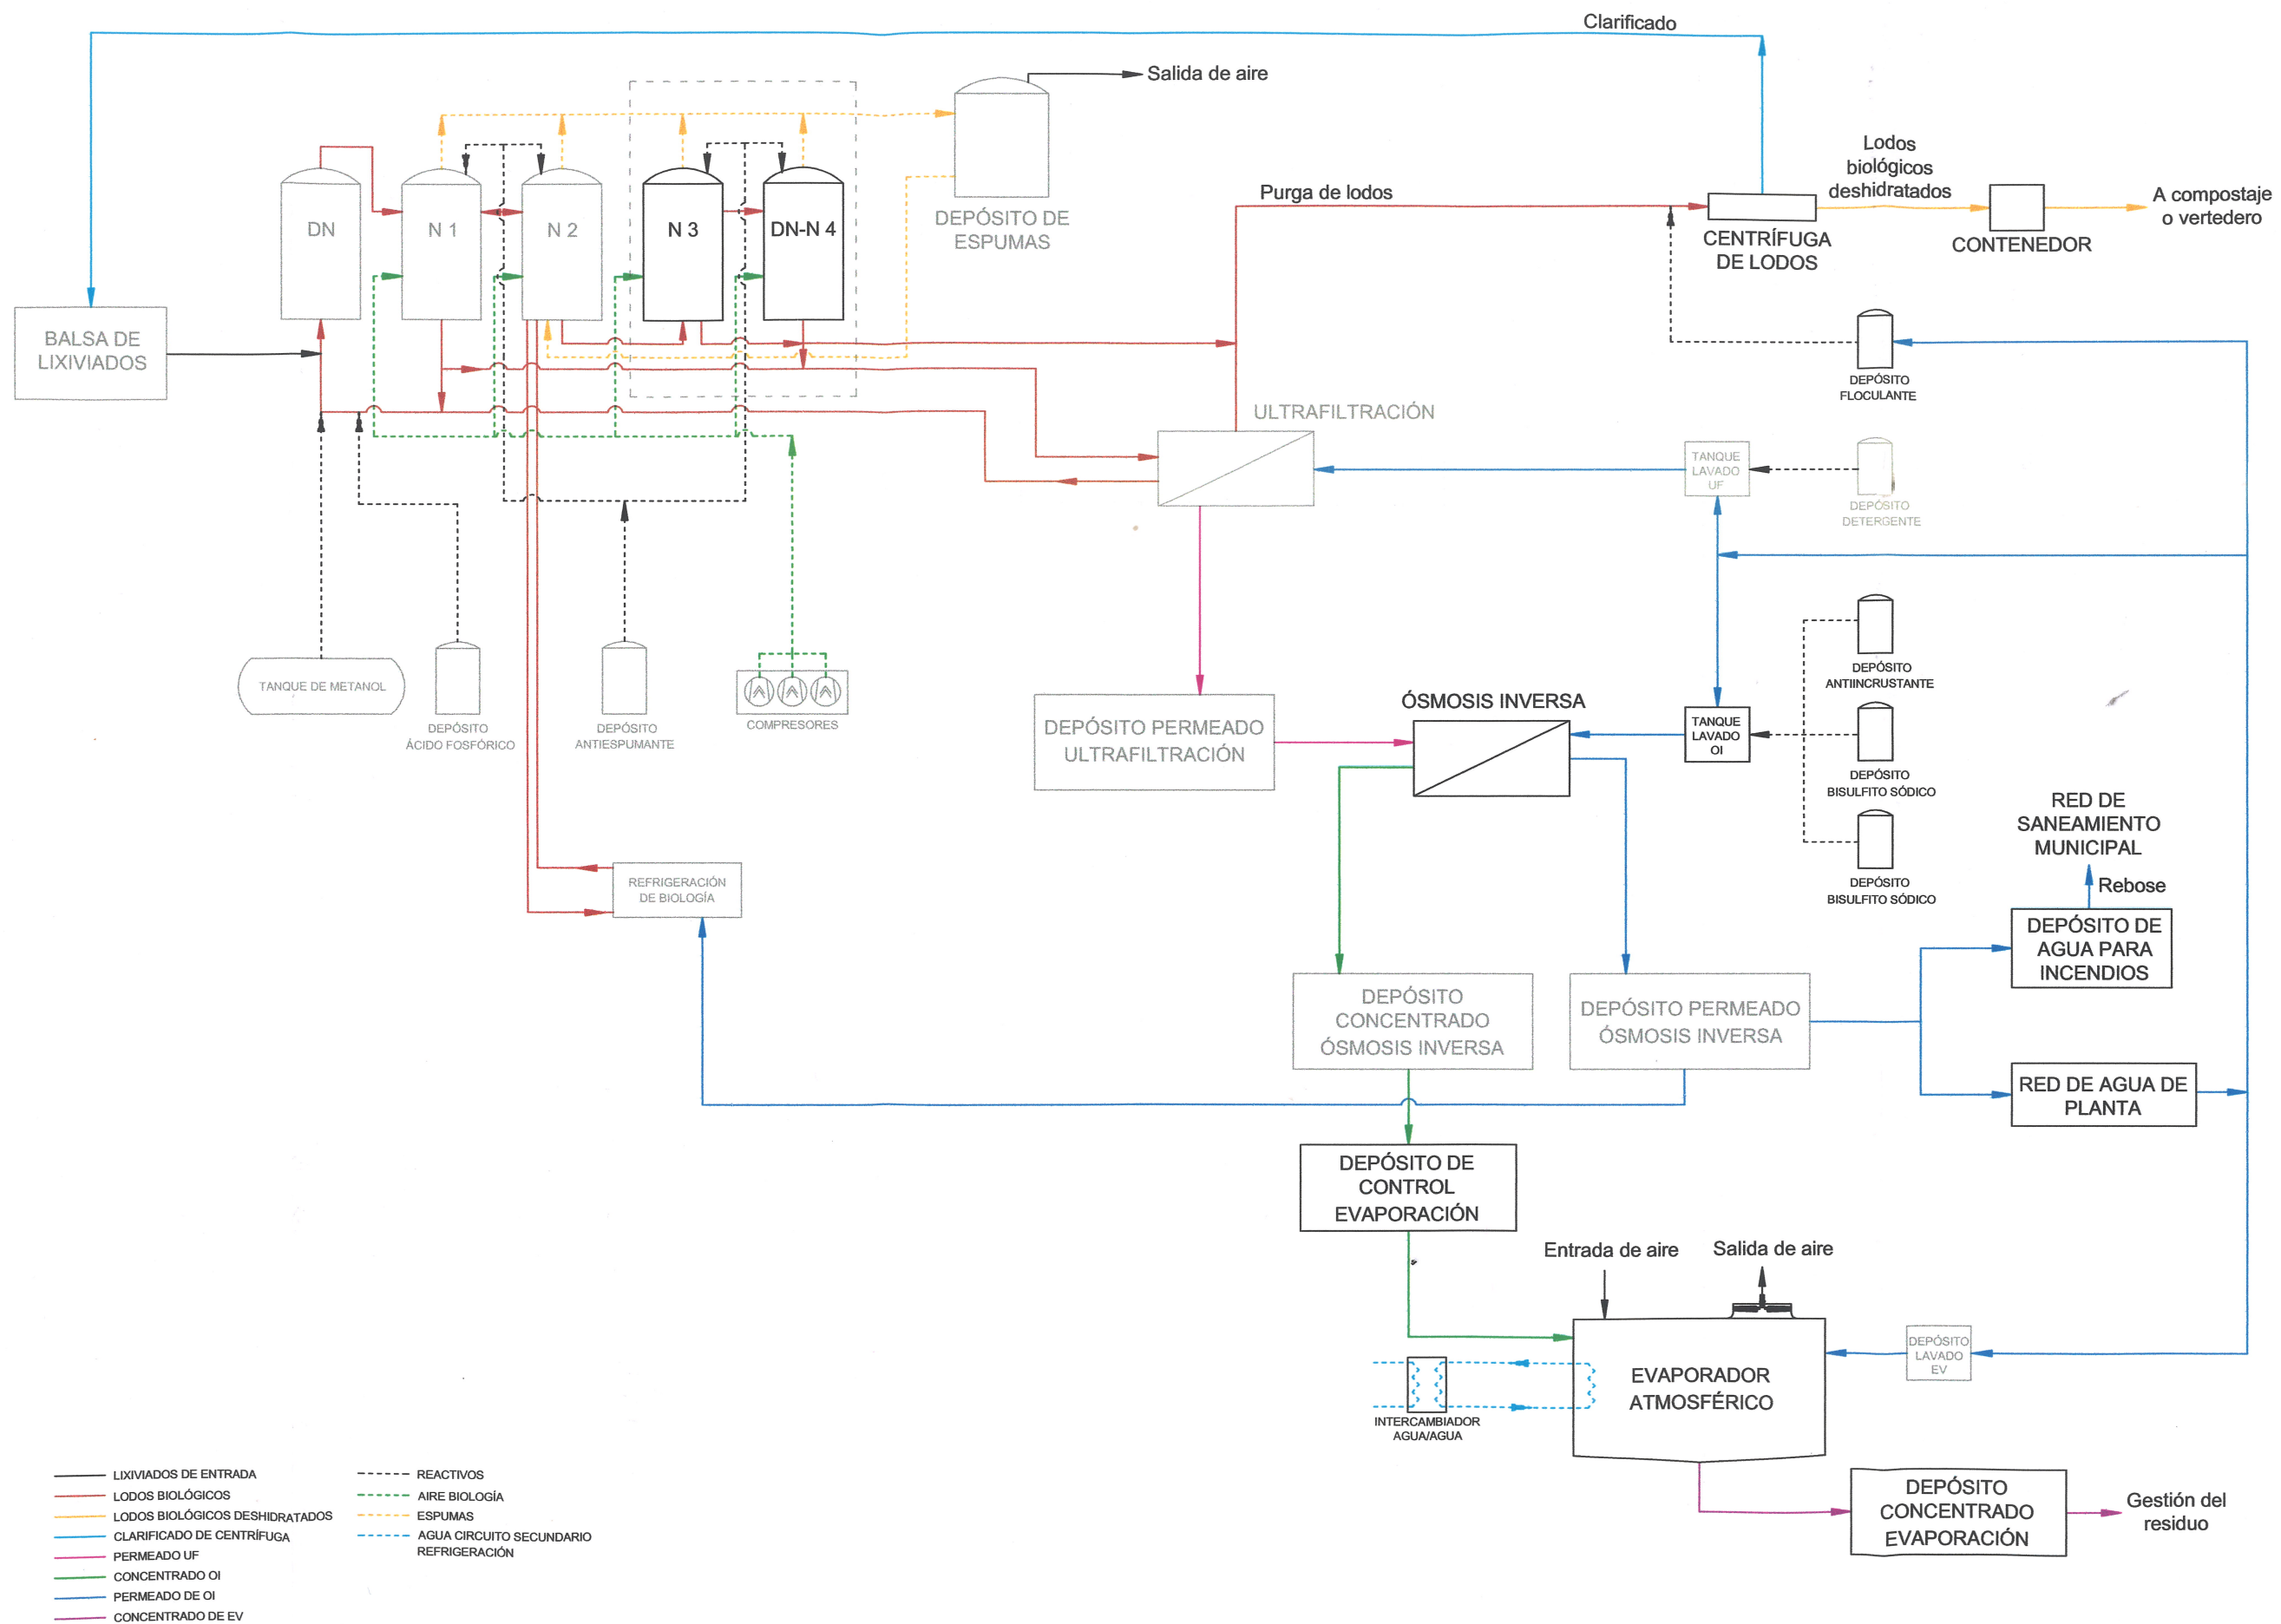 Clarificado
Salida de aire
Lodos
biológicos
deshidratados
Purga de lodos
A compostaje
o vertedero
DN
N 1
N 2
N 3
DN-N 4
DEPÓSITO DE
ESPUMAS
CENTRÍFUGA
DE LODOS
CONTENEDOR
BALSA DE
LIXIVIADOS
DEPÓSITO
FLOCULANTE
ULTRAFILTRACIÓN
TANQUE
LAVADO
UF
DEPÓSITO
DETERGENTE
TANQUE DE METANOL
DEPÓSITO
ÁCIDO FOSFÓRICO
DEPÓSITO
ANTIESPUMANTE
COMPRESORES
DEPÓSITO
ANTIINCRUSTANTE
DEPÓSITO PERMEADO
ULTRAFILTRACIÓN
ÓSMOSIS INVERSA
TANQUE
LAVADO
OI
DEPÓSITO
BISULFITO SÓDICO
DEPÓSITO
BISULFITO SÓDICO
RED DE
SANEAMIENTO
MUNICIPAL
Rebose
REFRIGERACIÓN
DE BIOLOGÍA
DEPÓSITO DE
AGUA PARA
INCENDIOS
DEPÓSITO
CONCENTRADO
ÓSMOSIS INVERSA
DEPÓSITO PERMEADO
ÓSMOSIS INVERSA
RED DE AGUA DE
PLANTA
DEPÓSITO DE
CONTROL
EVAPORACIÓN
Entrada de aire
Salida de aire
EVAPORADOR
ATMOSFÉRICO
DEPÓSITO
LAVADO
EV
INTERCAMBIADOR
AGUA/AGUA
DEPÓSITO
CONCENTRADO
EVAPORACIÓN
Gestión del
residuo
LIXIVIADOS DE ENTRADA
LODOS BIOLÓGICOS
LODOS BIOLÓGICOS DESHIDRATADOS
CLARIFICADO DE CENTRÍFUGA
PERMEADO UF
CONCENTRADO OI
PERMEADO DE OI
CONCENTRADO DE EV
REACTIVOS
AIRE BIOLOGÍA
ESPUMAS
AGUA CIRCUITO SECUNDARIO
REFRIGERACIÓN